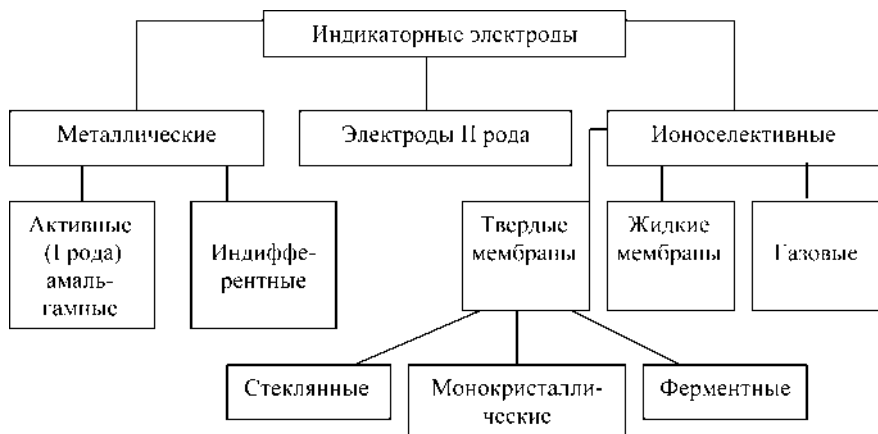 Индикаторные электроды
Металлические
Электроды II рода
Ионоселективные
Активные
(I рода)
амаль-
гамные
Индиффе-
рентные
Твердые
мембраны
Жидкие
мембраны
Газовые
Стеклянные
Монокристалли-
ческие
Ферментные